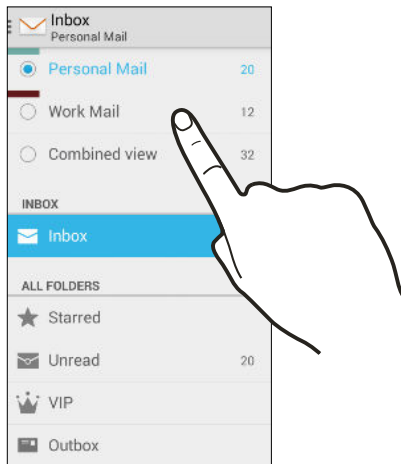 Inbox
Personal Mail
Personal Mail 20
Work Mail 12
Combined view 32
INBOX
Inbox
ALL FOLDERS
Starred
Unread 20
VIP
Outbox